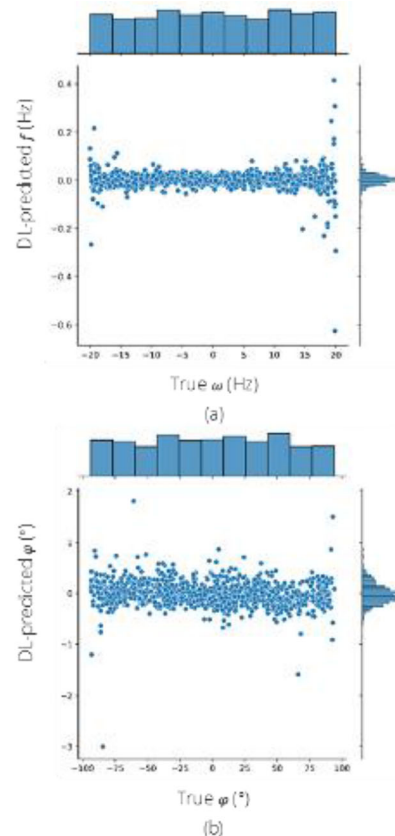 0.4
0.2
0.0
−0.2
−0.4
−0.6
DL-predicted f (Hz)
−20 −15 −10 −5 0 5 10 15 20
True ω (Hz)
(a)
2
1
0
−1
−2
−3
DL-predicted φ (°)
−100 −75 −50 −25 0 25 50 75 100
True φ (°)
(b)